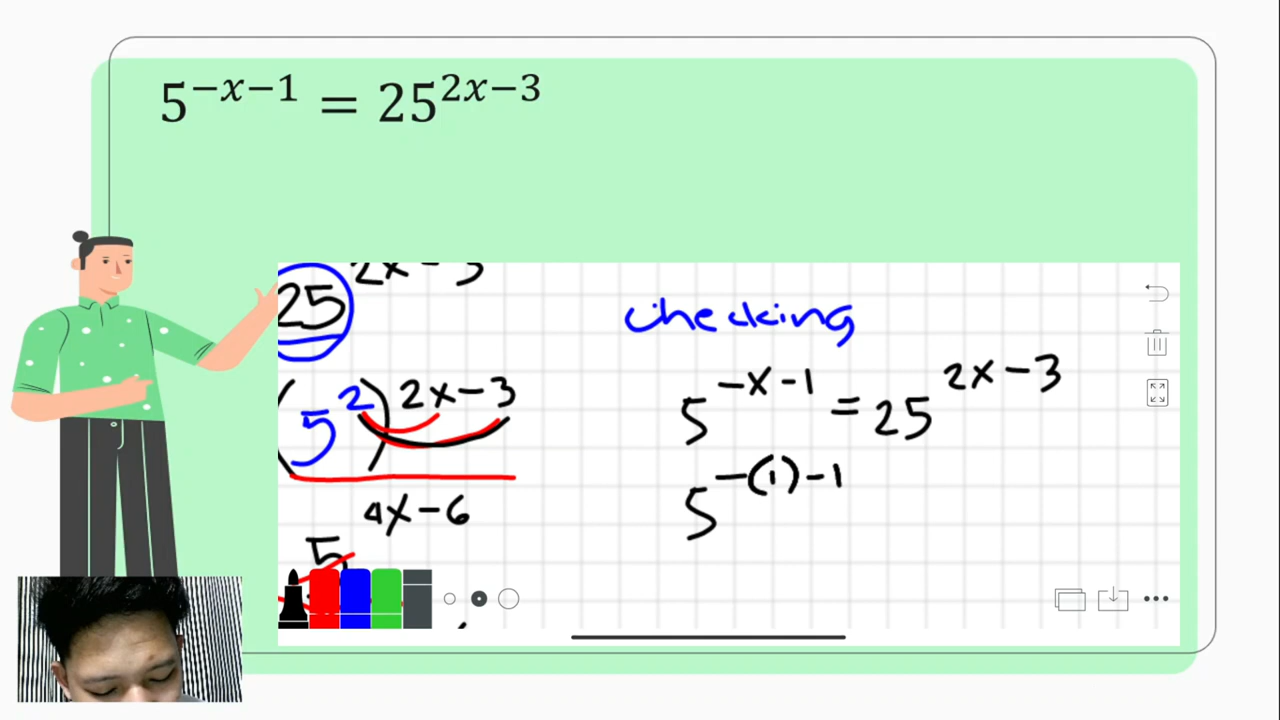 5^{-x-1} = 25^{2x-3}
2x-3
25
checking
(5^2)^{2x-3}
5^{-x-1} = 25^{2x-3}
5^{-(1)-1}
5^{4x-6}